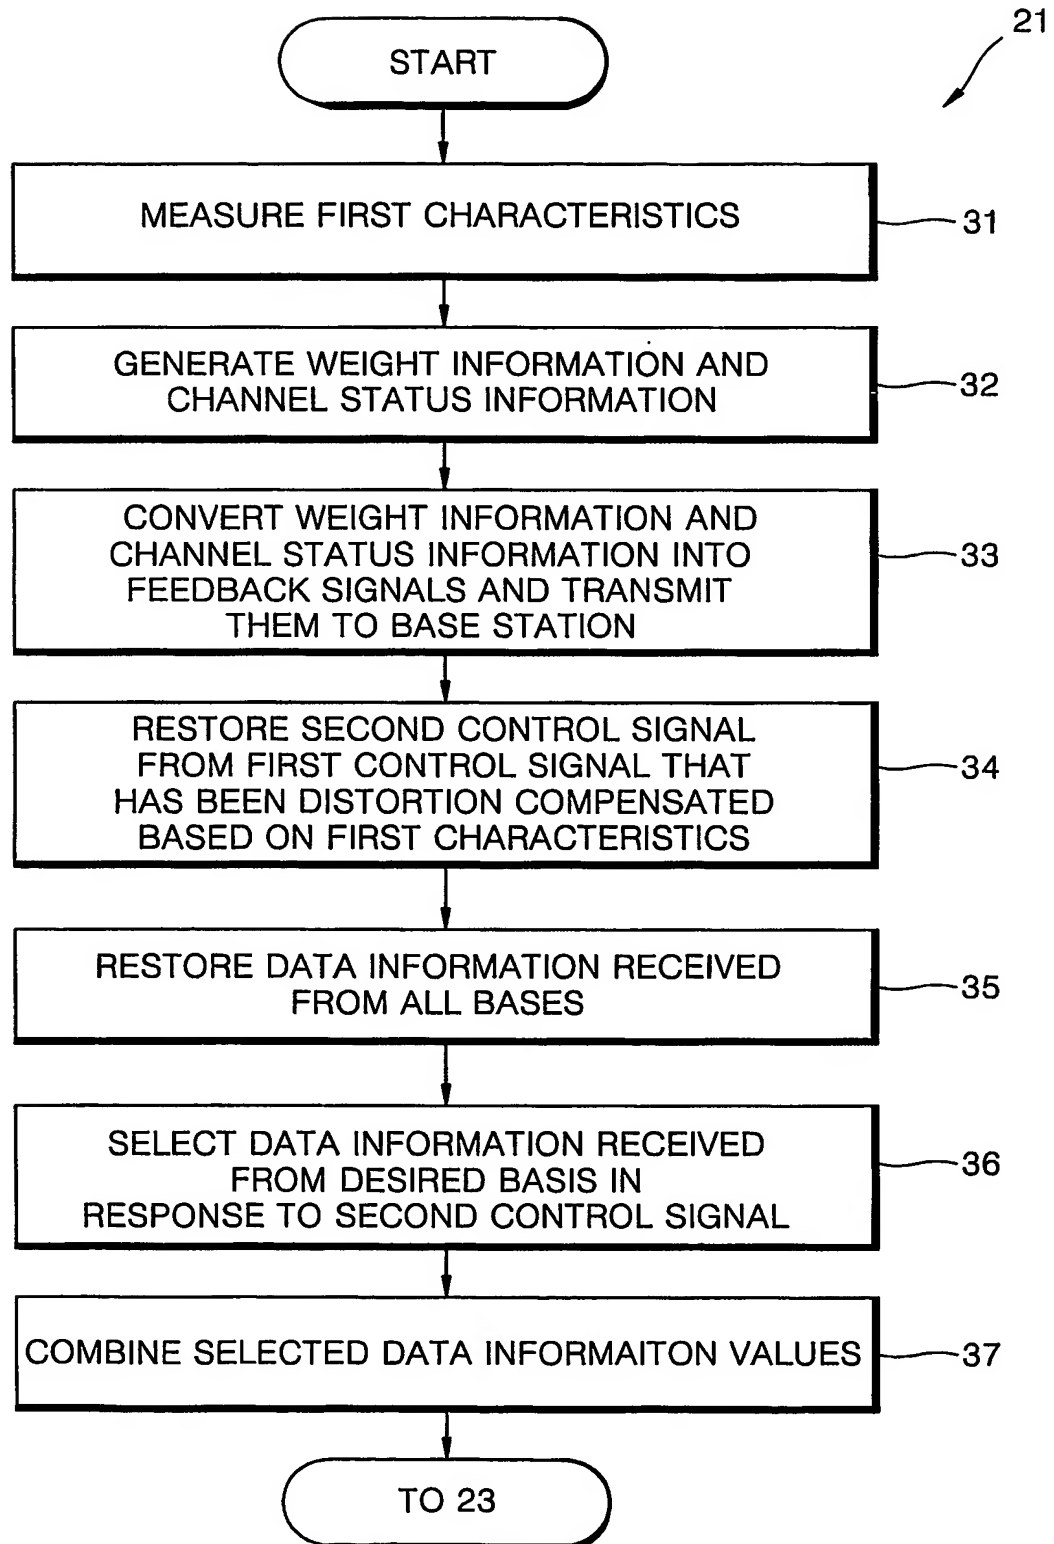 21
START
MEASURE FIRST CHARACTERISTICS
31
GENERATE WEIGHT INFORMATION AND
CHANNEL STATUS INFORMATION
32
CONVERT WEIGHT INFORMATION AND
CHANNEL STATUS INFORMATION INTO
FEEDBACK SIGNALS AND TRANSMIT
THEM TO BASE STATION
33
RESTORE SECOND CONTROL SIGNAL
FROM FIRST CONTROL SIGNAL THAT
HAS BEEN DISTORTION COMPENSATED
BASED ON FIRST CHARACTERISTICS
34
RESTORE DATA INFORMATION RECEIVED
FROM ALL BASES
35
SELECT DATA INFORMATION RECEIVED
FROM DESIRED BASIS IN
RESPONSE TO SECOND CONTROL SIGNAL
36
COMBINE SELECTED DATA INFORMAITON VALUES
37
TO 23